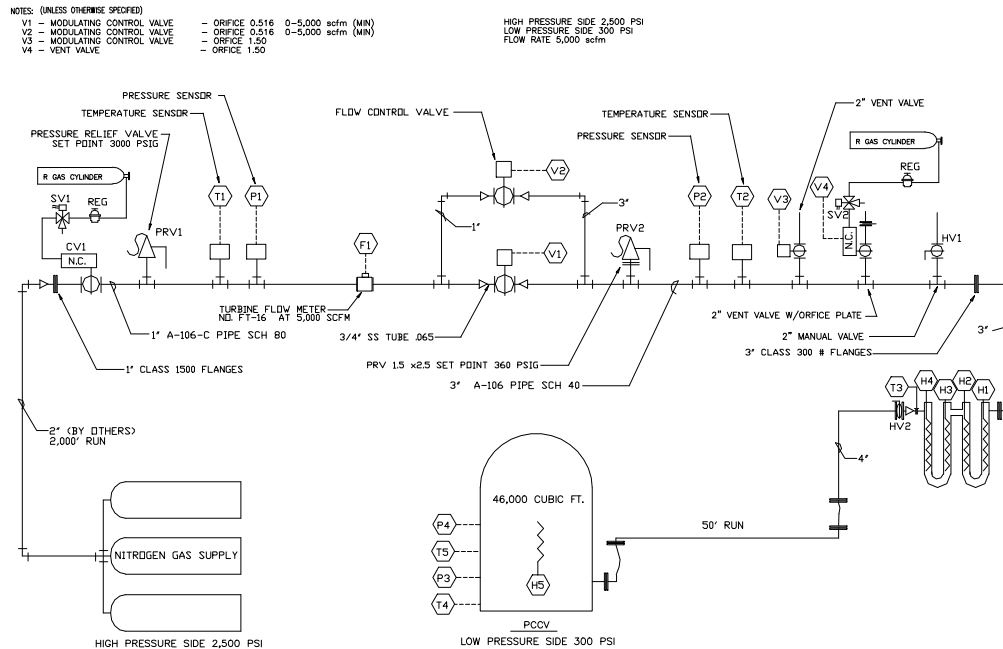 NOTES: (UNLESS OTHERWISE SPECIFIED)
V1 - MODULATING CONTROL VALVE - ORIFICE 0.516 0-5,000 scfm (MIN)
V2 - MODULATING CONTROL VALVE - ORIFICE 0.516 0-5,000 scfm (MIN)
V3 - MODULATING CONTROL VALVE - ORFICE 1.50
V4 - VENT VALVE - ORFICE 1.50
HIGH PRESSURE SIDE 2,500 PSI
LOW PRESSURE SIDE 300 PSI
FLOW RATE 5,000 scfm
PRESSURE SENSOR
TEMPERATURE SENSOR
PRESSURE RELIEF VALVE
SET POINT 3000 PSIG
FLOW CONTROL VALVE
TEMPERATURE SENSOR
PRESSURE SENSOR
2" VENT VALVE
R GAS CYLINDER
SV1
REG
CV1
N.C.
PRV1
T1
P1
F1
V2
1"
3"
V1
PRV2
P2
T2
V3
V4
R GAS CYLINDER
REG
SV2
N.C.
HV1
TURBINE FLOW METER
NO. FT-16 AT 5,000 SCFM
1" A-106-C PIPE SCH 80
3/4" SS TUBE .065
2" VENT VALVE W/ORFICE PLATE
2" MANUAL VALVE
3"
1" CLASS 1500 FLANGES
PRV 1.5 x2.5 SET POINT 360 PSIG
3" CLASS 300 # FLANGES
3" A-106 PIPE SCH 40
T3
H4
H3
H2
H1
HV2
4"
2" (BY OTHERS)
2,000' RUN
46,000 CUBIC FT.
50' RUN
P4
T5
P3
T4
H5
NITROGEN GAS SUPPLY
PCCV
HIGH PRESSURE SIDE 2,500 PSI
LOW PRESSURE SIDE 300 PSI